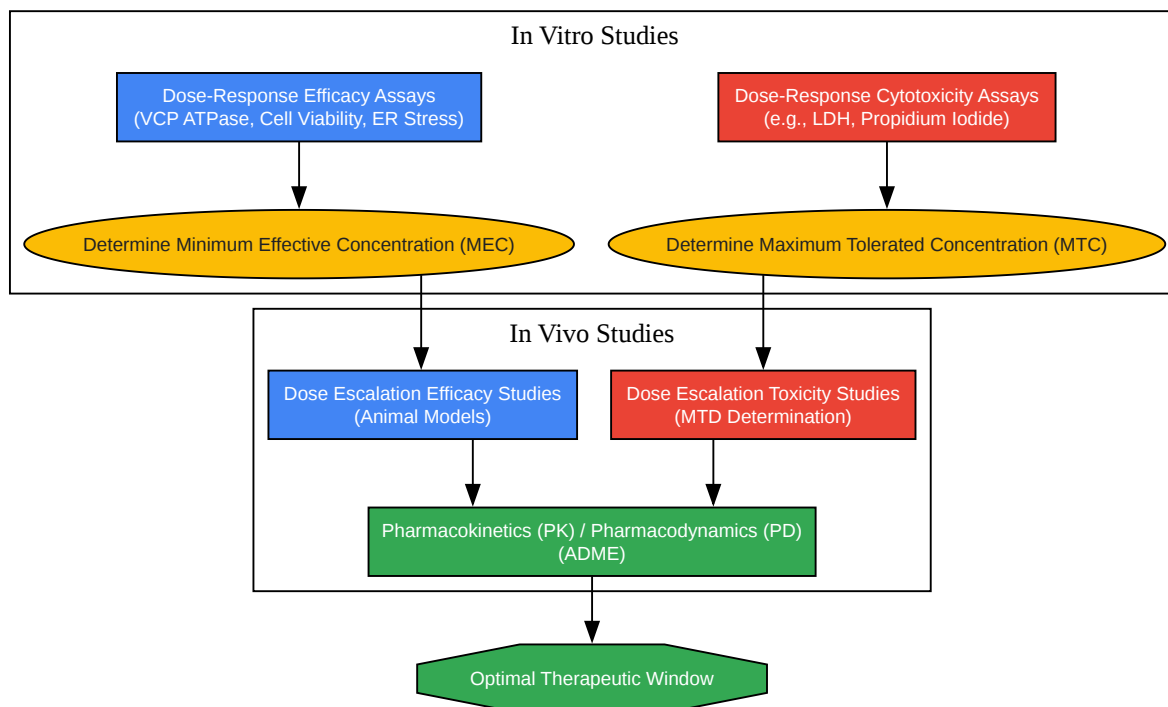 In Vitro Studies
Dose-Response Efficacy Assays
(VCP ATPase, Cell Viability, ER Stress)
Dose-Response Cytotoxicity Assays
(e.g., LDH, Propidium Iodide)
Determine Minimum Effective Concentration (MEC)
Determine Maximum Tolerated Concentration (MTC)
In Vivo Studies
Dose Escalation Efficacy Studies
(Animal Models)
Dose Escalation Toxicity Studies
(MTD Determination)
Pharmacokinetics (PK) / Pharmacodynamics (PD)
(ADME)
Optimal Therapeutic Window